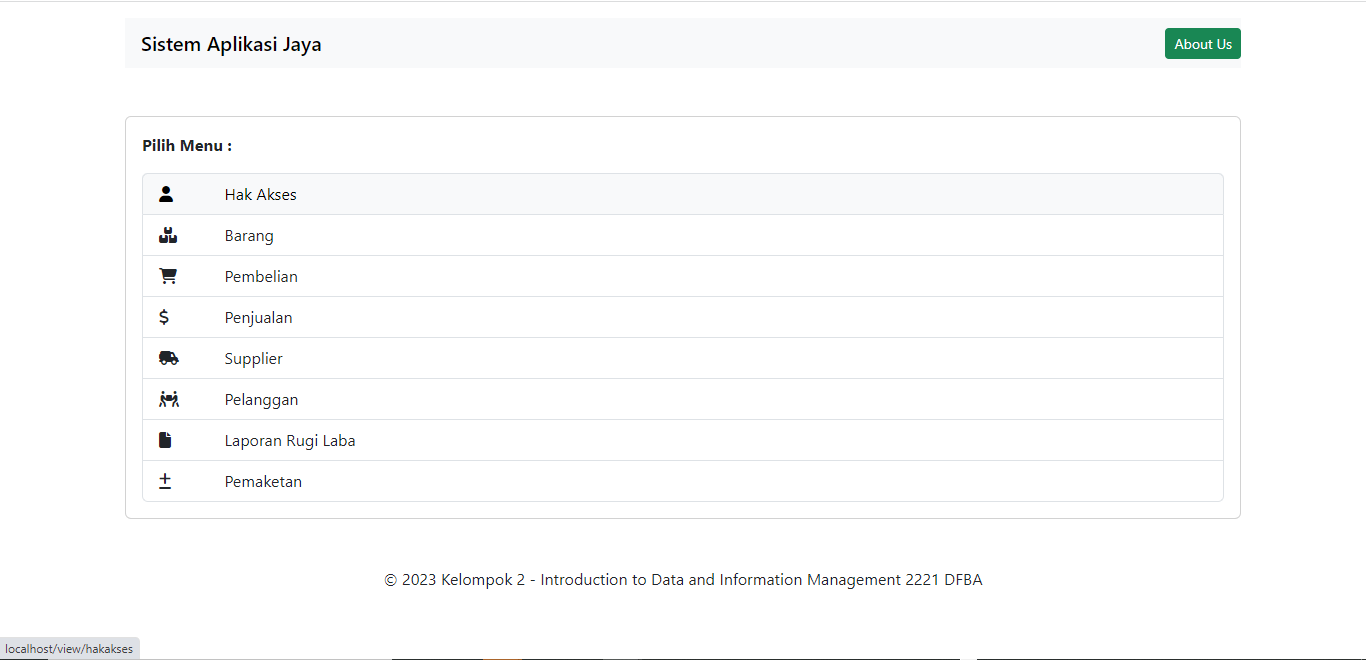 Sistem Aplikasi Jaya
About Us
Pilih Menu :
Hak Akses
Barang
Pembelian
Penjualan
Supplier
Pelanggan
Laporan Rugi Laba
Pemaketan
© 2023 Kelompok 2 - Introduction to Data and Information Management 2221 DFBA
localhost/view/hakakses